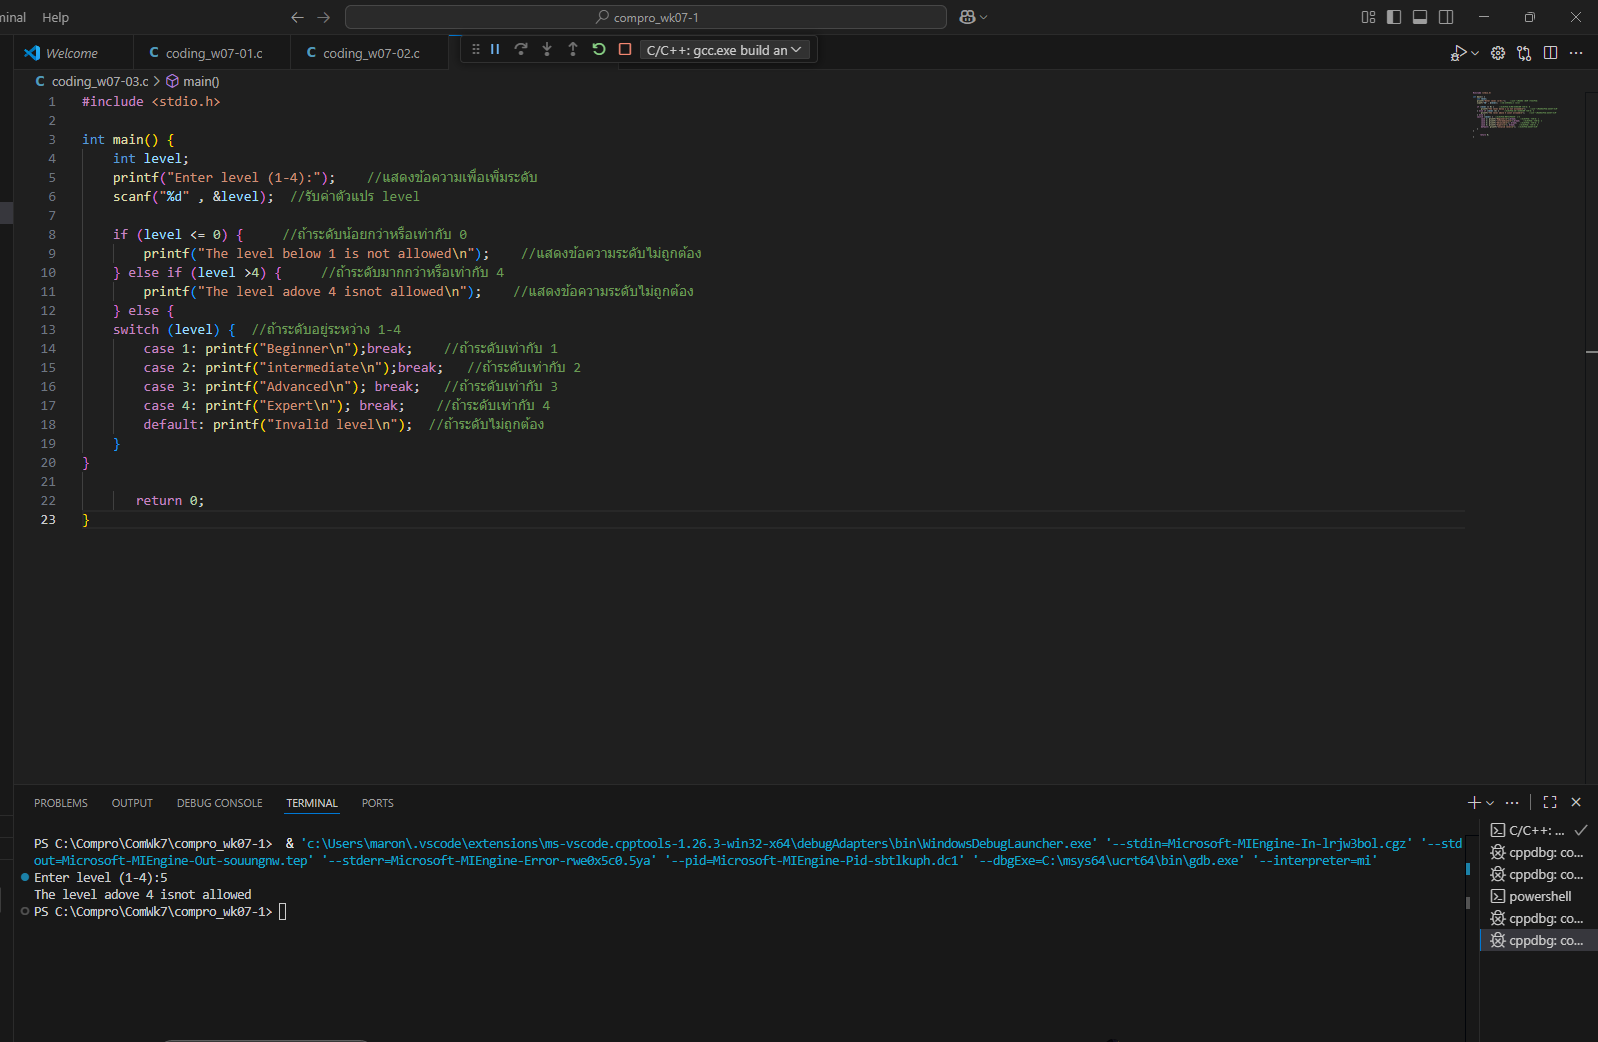 minal Help
compro_wk07-1
Welcome
C coding_w07-01.c
C coding_w07-02.c
C/C++: gcc.exe build an
C coding_w07-03.c > main()
1 #include <stdio.h>
2
3 int main() {
4 int level;
5 printf("Enter level (1-4):"); //แสดงข้อความเพื่อเพิ่มระดับ
6 scanf("%d" , &level); //รับค่าตัวแปร level
7
8 if (level <= 0) { //ถ้าระดับน้อยกว่าหรือเท่ากับ 0
9 printf("The level below 1 is not allowed\n"); //แสดงข้อความระดับไม่ถูกต้อง
10 } else if (level >4) { //ถ้าระดับมากกว่าหรือเท่ากับ 4
11 printf("The level adove 4 isnot allowed\n"); //แสดงข้อความระดับไม่ถูกต้อง
12 } else {
13 switch (level) { //ถ้าระดับอยู่ระหว่าง 1-4
14 case 1: printf("Beginner\n");break; //ถ้าระดับเท่ากับ 1
15 case 2: printf("intermediate\n");break; //ถ้าระดับเท่ากับ 2
16 case 3: printf("Advanced\n"); break; //ถ้าระดับเท่ากับ 3
17 case 4: printf("Expert\n"); break; //ถ้าระดับเท่ากับ 4
18 default: printf("Invalid level\n"); //ถ้าระดับไม่ถูกต้อง
19 }
20 }
21
22 return 0;
23 }
PROBLEMS OUTPUT DEBUG CONSOLE TERMINAL PORTS
PS C:\Compro\ComWk7\compro_wk07-1> & 'c:\Users\maron\.vscode\extensions\ms-vscode.cpptools-1.26.3-win32-x64\debugAdapters\bin\WindowsDebugLauncher.exe' '--stdin=Microsoft-MIEngine-In-lrjw3bol.cgz' '--std
out=Microsoft-MIEngine-Out-souungnw.tep' '--stderr=Microsoft-MIEngine-Error-rwe0x5c0.5ya' '--pid=Microsoft-MIEngine-Pid-sbtlkuph.dc1' '--dbgExe=C:\msys64\ucrt64\bin\gdb.exe' '--interpreter=mi'
Enter level (1-4):5
The level adove 4 isnot allowed
PS C:\Compro\ComWk7\compro_wk07-1>
C/C++: ...
cppdbg: co...
cppdbg: co...
powershell
cppdbg: co...
cppdbg: co...